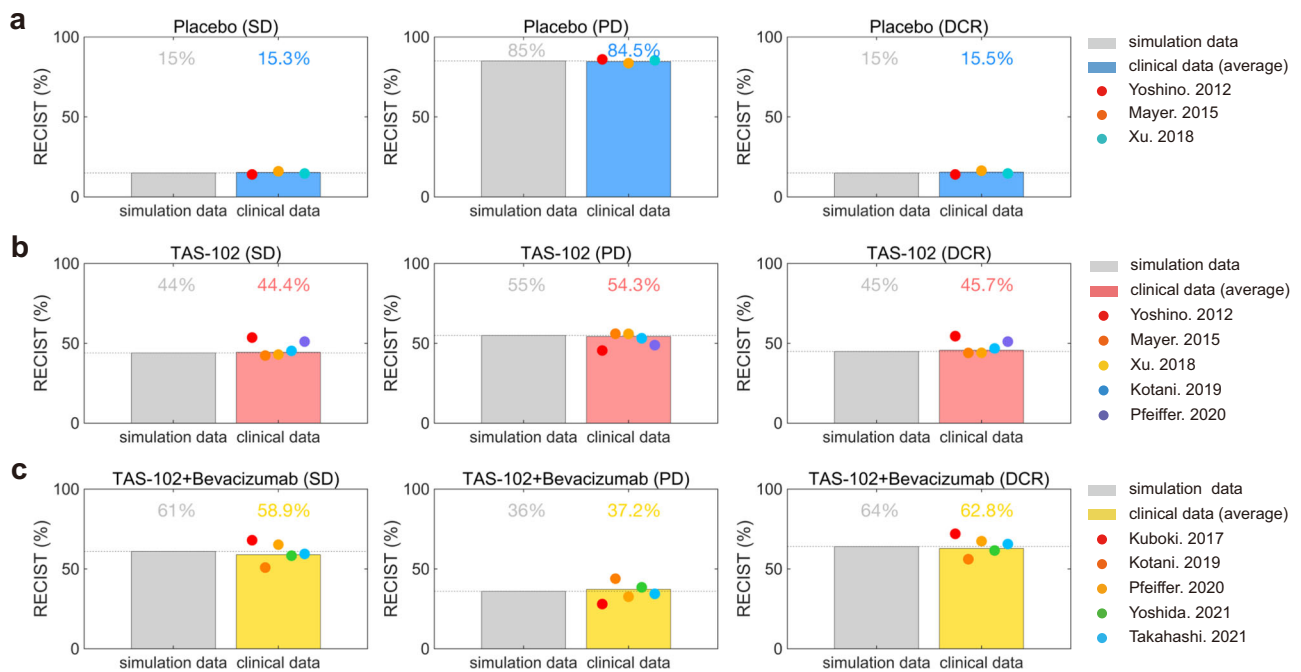 a
Placebo (SD)
Placebo (PD)
Placebo (DCR)
RECIST (%)
100
50
0
15%
15.3%
simulation data
clinical data
RECIST (%)
100
50
0
85%
84.5%
simulation data
clinical data
RECIST (%)
100
50
0
15%
15.5%
simulation data
clinical data
simulation data
clinical data (average)
Yoshino. 2012
Mayer. 2015
Xu. 2018
b
TAS-102 (SD)
TAS-102 (PD)
TAS-102 (DCR)
RECIST (%)
100
50
0
44%
44.4%
simulation data
clinical data
RECIST (%)
100
50
0
55%
54.3%
simulation data
clinical data
RECIST (%)
100
50
0
45%
45.7%
simulation data
clinical data
simulation data
clinical data (average)
Yoshino. 2012
Mayer. 2015
Xu. 2018
Kotani. 2019
Pfeiffer. 2020
c
TAS-102+Bevacizumab (SD)
TAS-102+Bevacizumab (PD)
TAS-102+Bevacizumab (DCR)
RECIST (%)
100
50
0
61%
58.9%
simulation data
clinical data
RECIST (%)
100
50
0
36%
37.2%
simulation data
clinical data
RECIST (%)
100
50
0
64%
62.8%
simulation data
clinical data
simulation data
clinical data (average)
Kuboki. 2017
Kotani. 2019
Pfeiffer. 2020
Yoshida. 2021
Takahashi. 2021